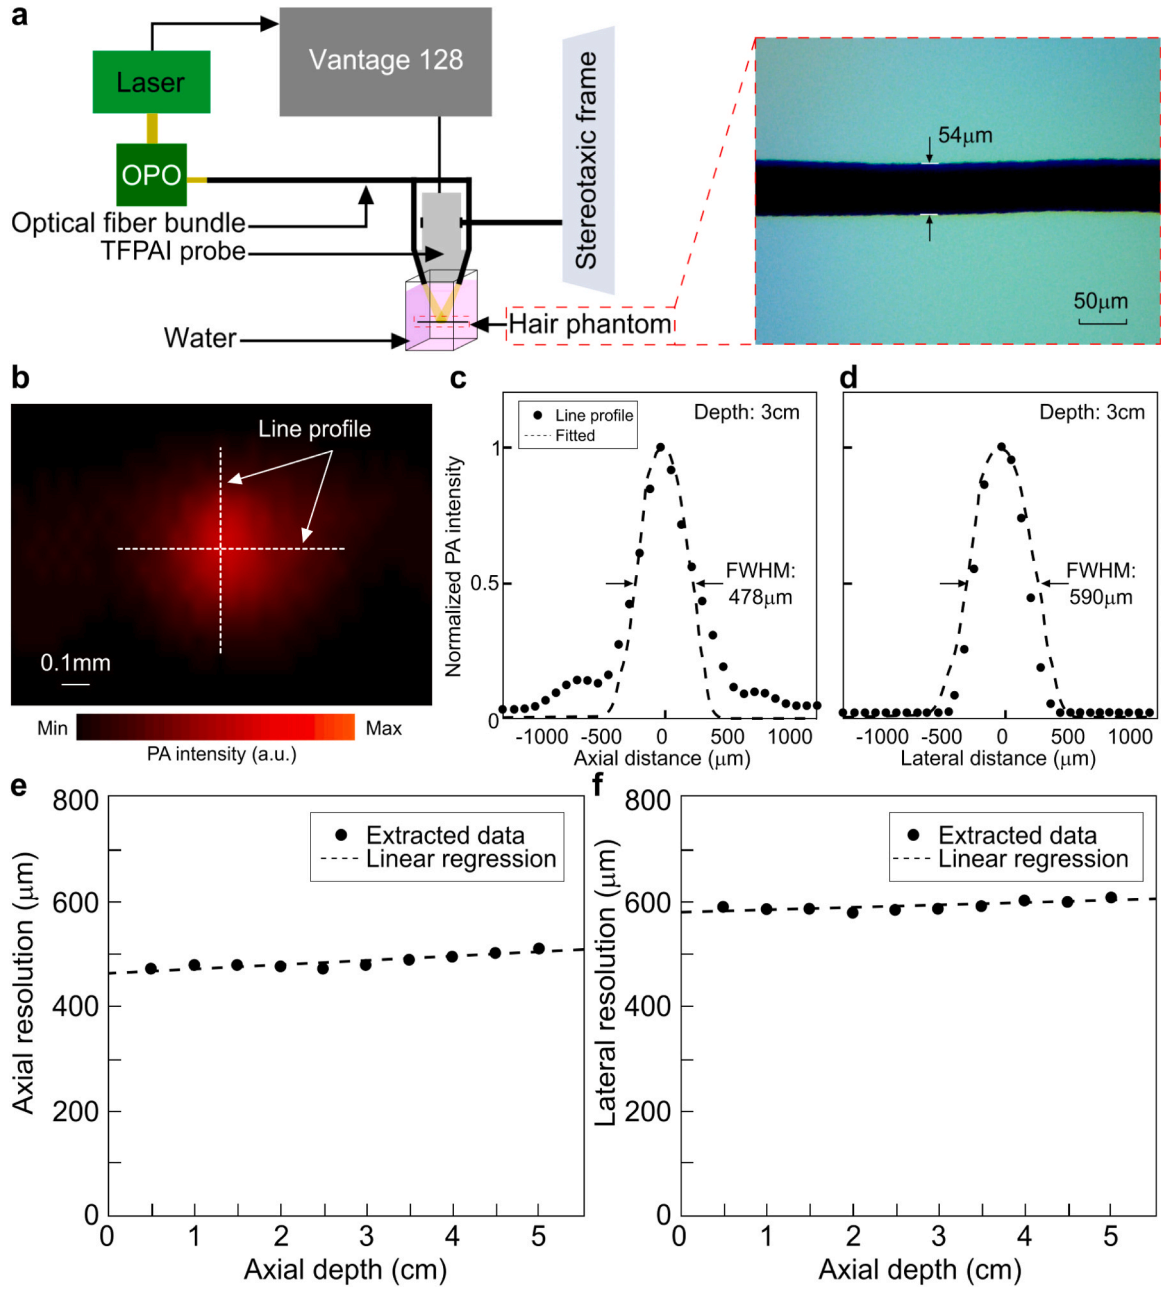 a
Vantage 128
Laser
OPO
Optical fiber bundle
TFPAI probe
Water
Hair phantom
Stereotaxic frame
54μm
50μm
b
Line profile
0.1mm
Min
Max
PA intensity (a.u.)
c
Line profile
Fitted
Depth: 3cm
Normalized PA intensity
1
0.5
0
FWHM:
478μm
-1000 -500 0 500 1000
Axial distance (μm)
d
Depth: 3cm
FWHM:
590μm
-1000 -500 0 500 1000
Lateral distance (μm)
e
800
600
400
200
0
Axial resolution (μm)
Extracted data
Linear regression
0 1 2 3 4 5
Axial depth (cm)
f
800
600
400
200
0
Lateral resolution (μm)
Extracted data
Linear regression
0 1 2 3 4 5
Axial depth (cm)